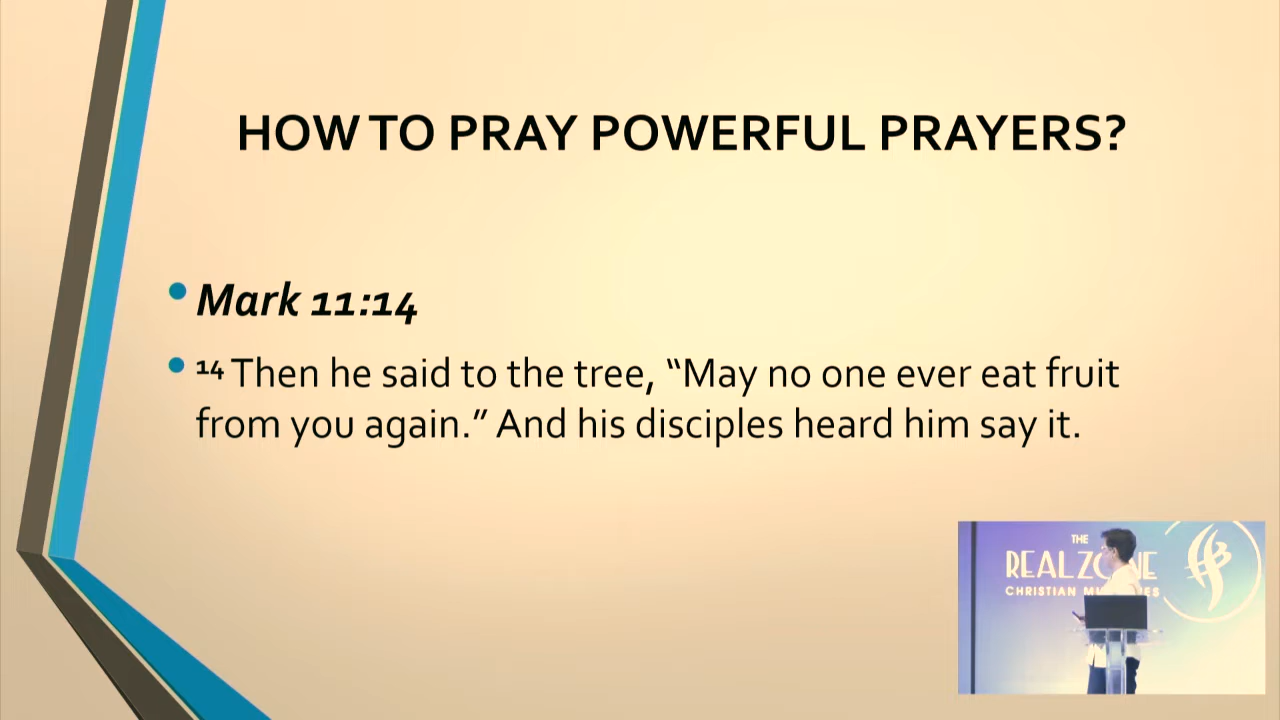 HOW TO PRAY POWERFUL PRAYERS?
• Mark 11:14
• 14 Then he said to the tree, “May no one ever eat fruit
from you again.” And his disciples heard him say it.
THE
REAL
CHRISTIAN